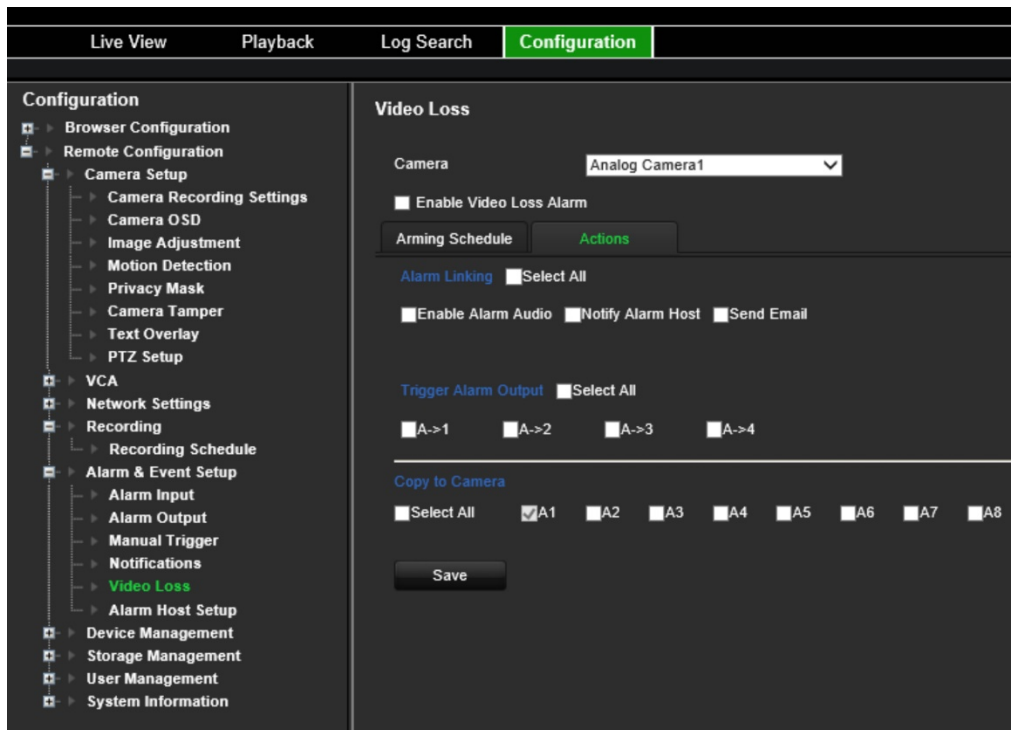 Live View Playback Log Search Configuration
Configuration
Browser Configuration
Remote Configuration
Camera Setup
Camera Recording Settings
Camera OSD
Image Adjustment
Motion Detection
Privacy Mask
Camera Tamper
Text Overlay
PTZ Setup
VCA
Network Settings
Recording
Recording Schedule
Alarm & Event Setup
Alarm Input
Alarm Output
Manual Trigger
Notifications
Video Loss
Alarm Host Setup
Device Management
Storage Management
User Management
System Information
Video Loss
Camera Analog Camera1
Enable Video Loss Alarm
Arming Schedule Actions
Alarm Linking Select All
Enable Alarm Audio Notify Alarm Host Send Email
Trigger Alarm Output Select All
A->1 A->2 A->3 A->4
Copy to Camera
Select All A1 A2 A3 A4 A5 A6 A7 A8
Save